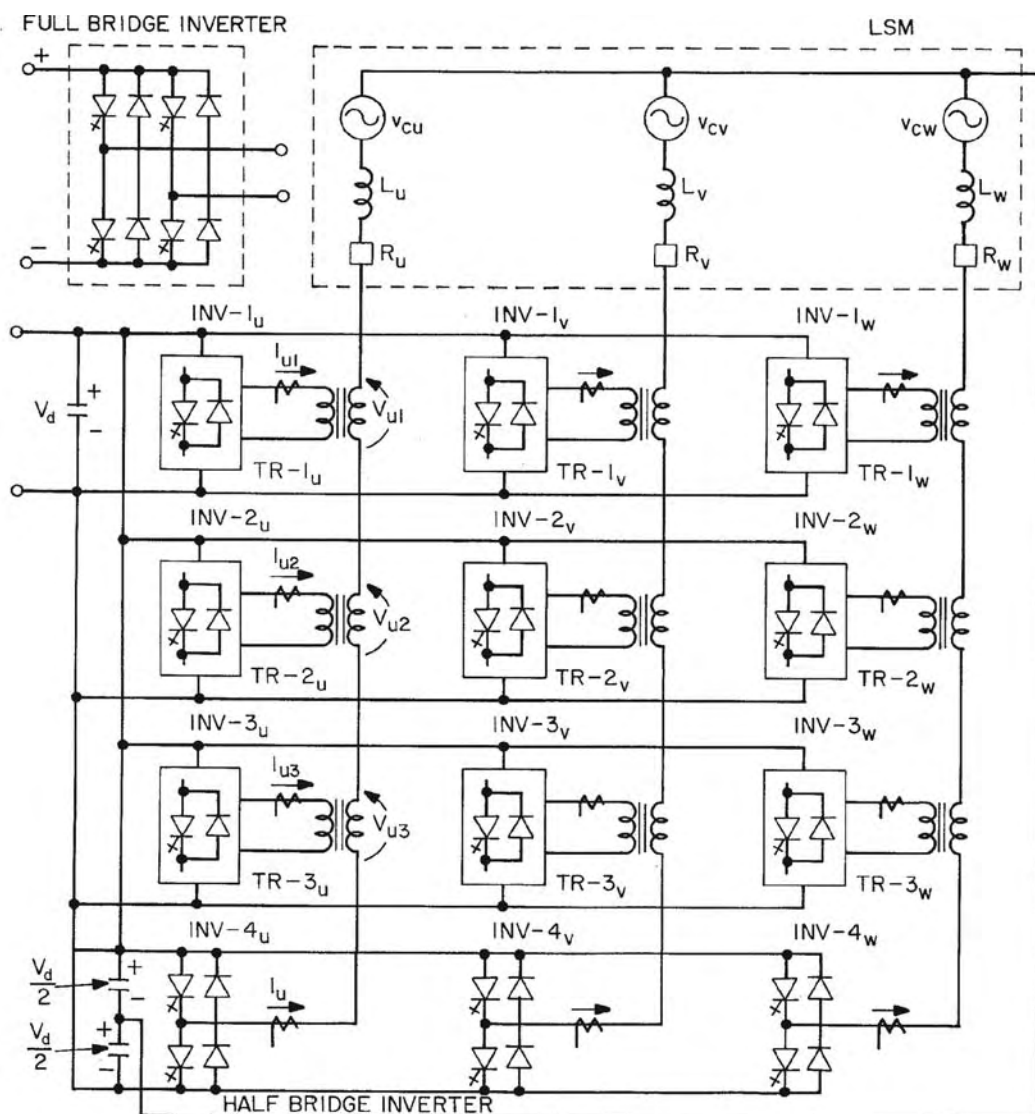 FULL BRIDGE INVERTER
LSM
+
−
v_cu
v_cv
v_cw
L_u
L_v
L_w
R_u
R_v
R_w
INV-1_u
INV-1_v
INV-1_w
I_u1
V_u1
V_d
+
−
TR-1_u
TR-1_v
TR-1_w
INV-2_u
INV-2_v
INV-2_w
I_u2
V_u2
TR-2_u
TR-2_v
TR-2_w
INV-3_u
INV-3_v
INV-3_w
I_u3
V_u3
TR-3_u
TR-3_v
TR-3_w
INV-4_u
INV-4_v
INV-4_w
V_d/2
+
−
I_u
V_d/2
+
−
HALF BRIDGE INVERTER